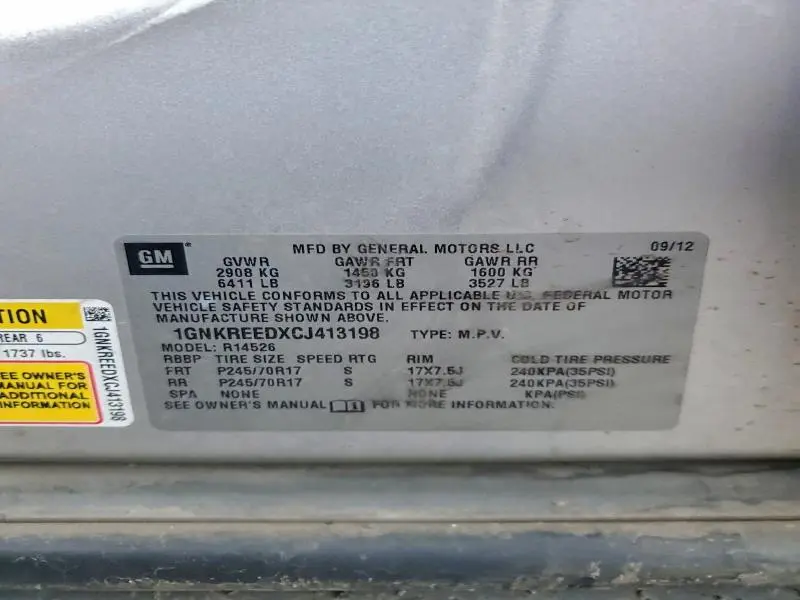 GM
MFD BY GENERAL MOTORS LLC 09/12
GVWR GAWR FRT GAWR RR
2908 KG 1450 KG 1600 KG
6411 LB 3196 LB 3527 LB
THIS VEHICLE CONFORMS TO ALL APPLICABLE U.S. FEDERAL MOTOR
VEHICLE SAFETY STANDARDS IN EFFECT ON THE DATE OF
MANUFACTURE SHOWN ABOVE.
1GNKREEDXCJ413198 TYPE: M.P.V.
MODEL: R14526
RBBP TIRE SIZE SPEED RTG RIM COLD TIRE PRESSURE
FRT P245/70R17 S 17X7.5J 240KPA(35PSI)
RR P245/70R17 S 17X7.5J 240KPA(35PSI)
SPA NONE NONE KPA(PSI)
SEE OWNER'S MANUAL FOR MORE INFORMATION.
TION
REAR 6
1737 lbs.
SEE OWNER'S
MANUAL FOR
ADDITIONAL
INFORMATION
1GNKREEDXCJ413198